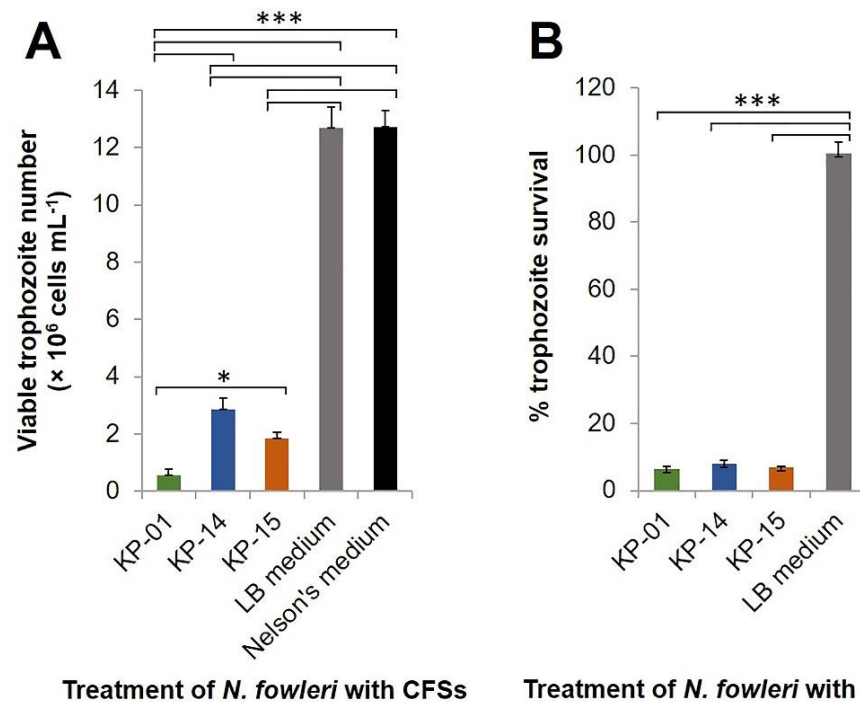 A
***
Viable trophozoite number
(× 10⁶ cells mL⁻¹)
14
12
10
8
6
4
2
0
*
KP-01
KP-14
KP-15
LB medium
Nelson's medium
Treatment of N. fowleri with CFSs
B
***
% trophozoite survival
120
100
80
60
40
20
0
KP-01
KP-14
KP-15
LB medium
Treatment of N. fowleri with